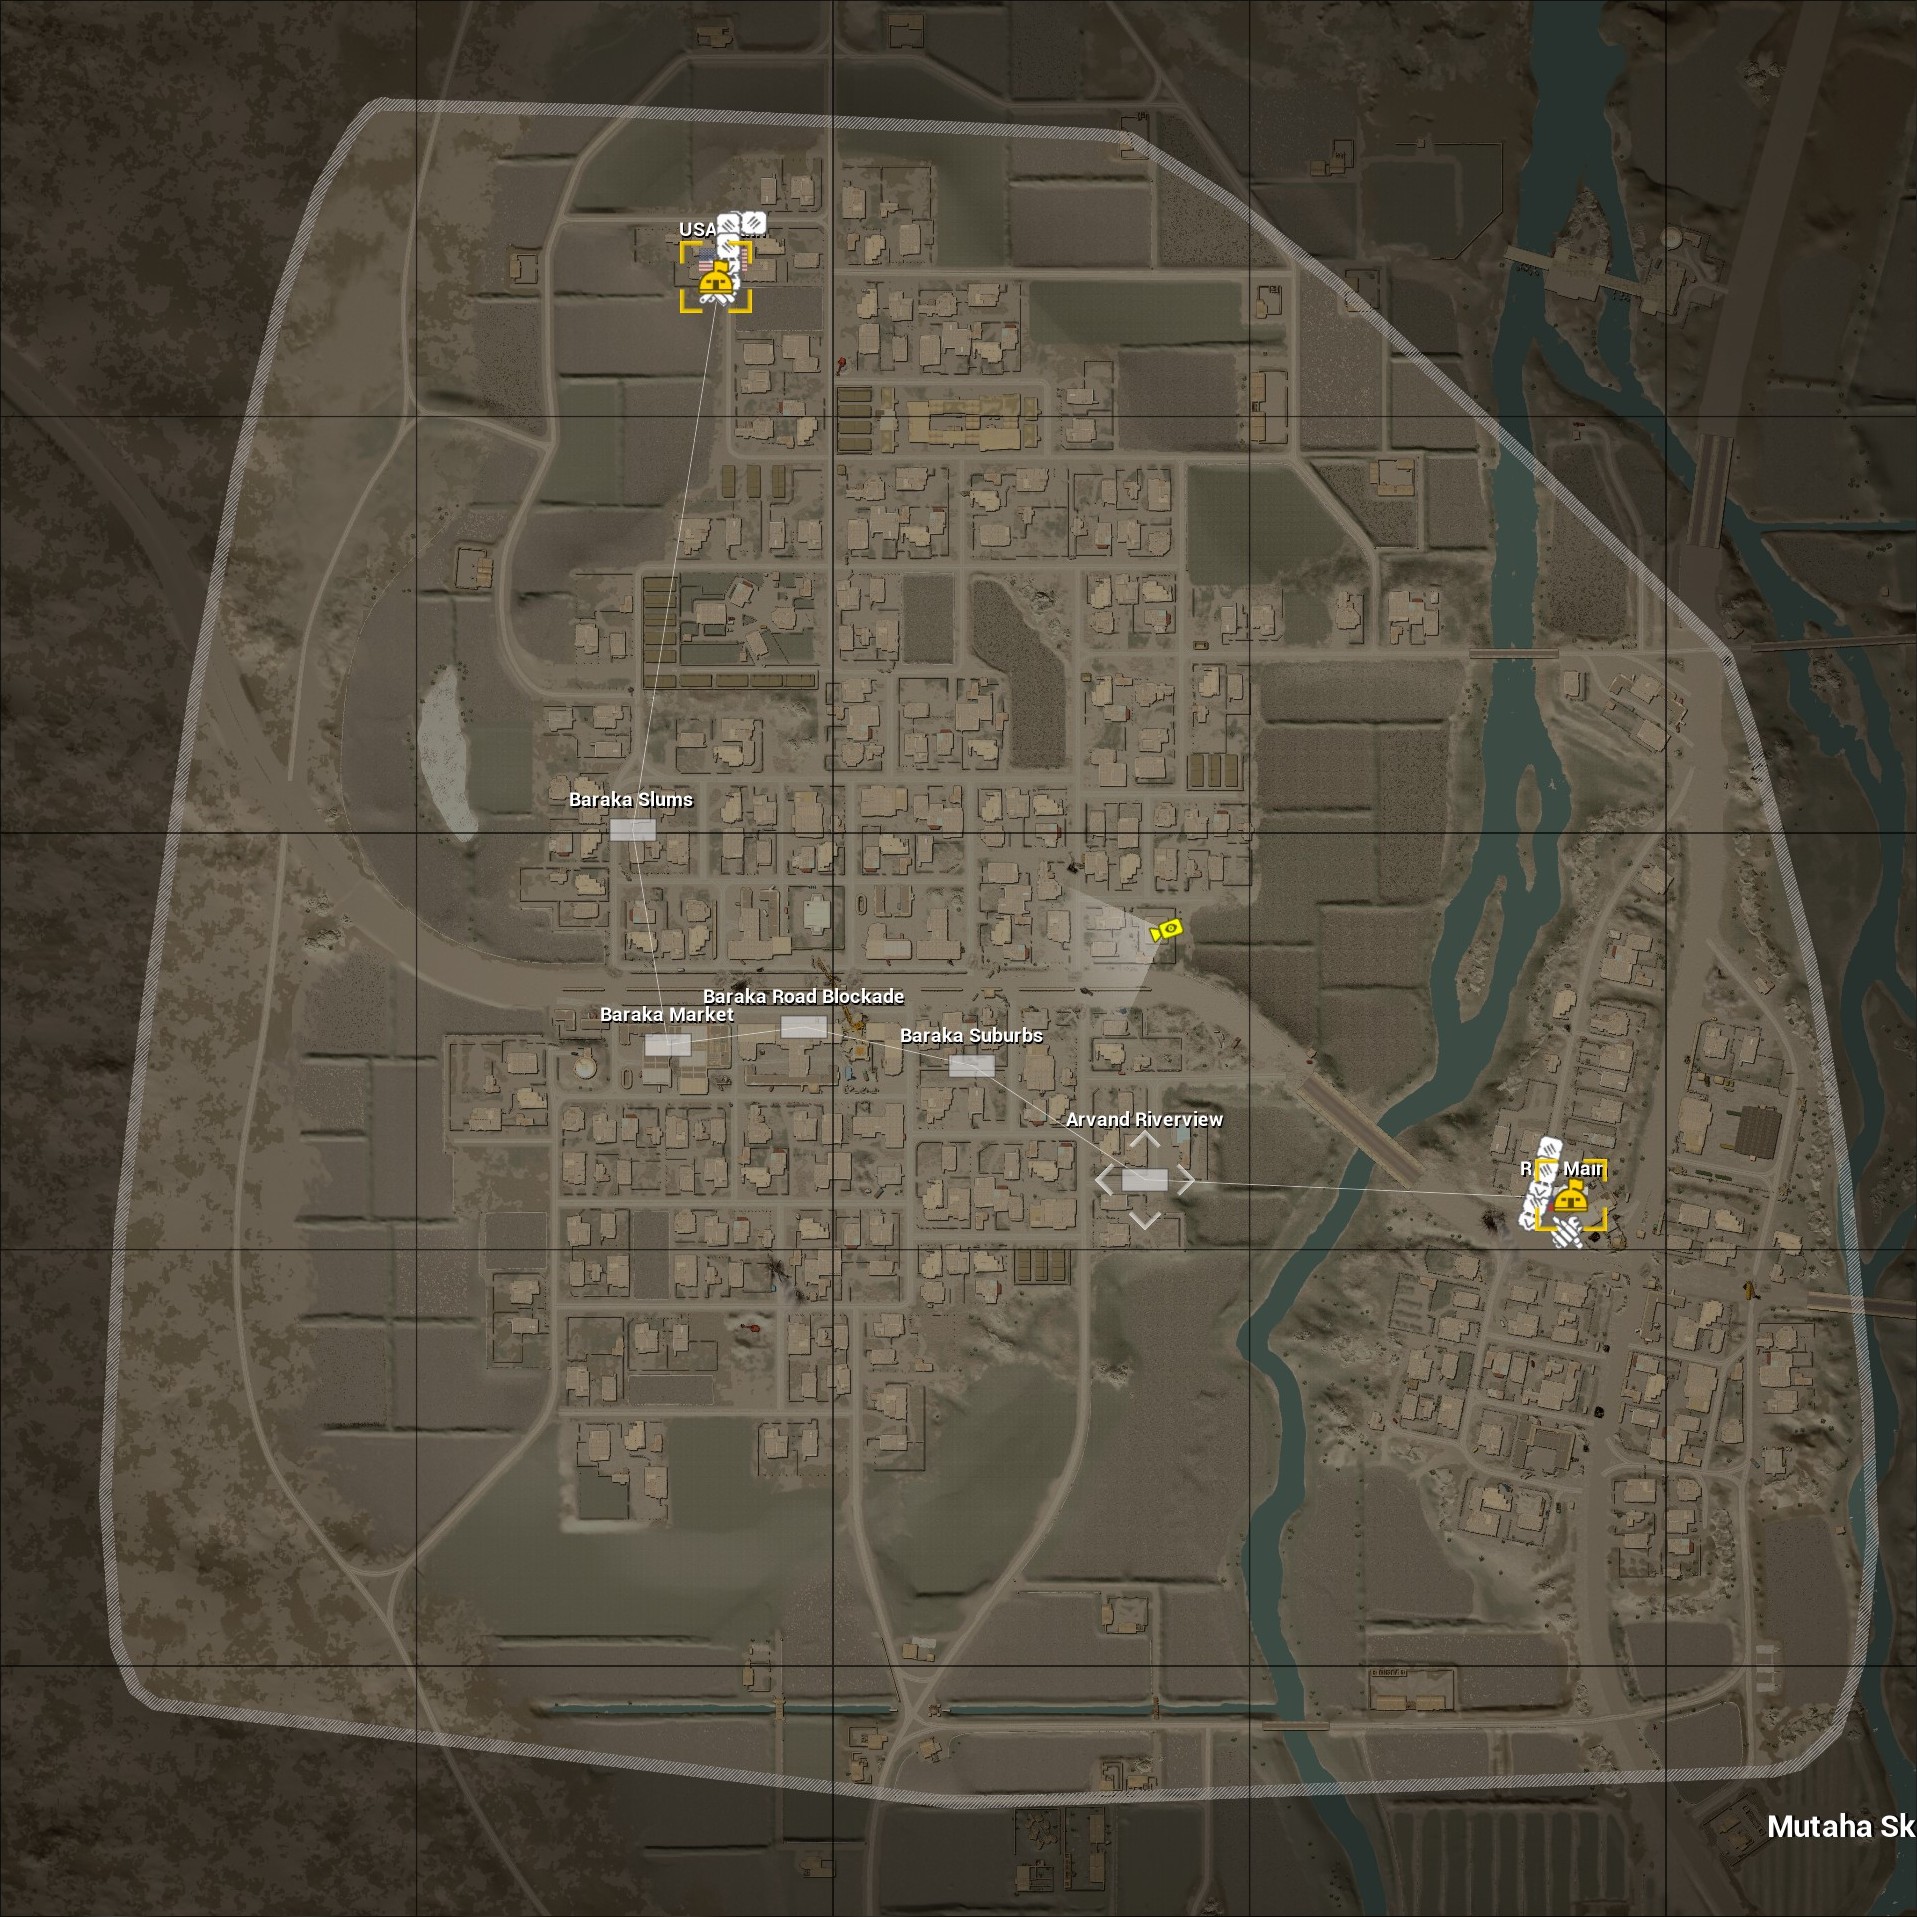 USA
Baraka Slums
Baraka Road Blockade
Baraka Market
Baraka Suburbs
Arvand Riverview
Main
Mutaha Sk